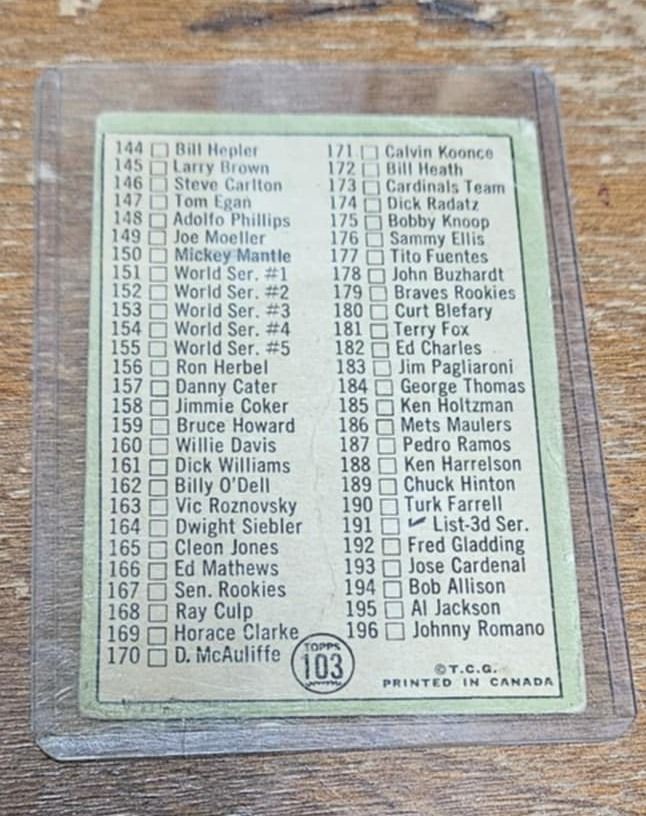 144 Bill Hepler
145 Larry Brown
146 Steve Carlton
147 Tom Egan
148 Adolfo Phillips
149 Joe Moeller
150 Mickey Mantle
151 World Ser. #1
152 World Ser. #2
153 World Ser. #3
154 World Ser. #4
155 World Ser. #5
156 Ron Herbel
157 Danny Cater
158 Jimmie Coker
159 Bruce Howard
160 Willie Davis
161 Dick Williams
162 Billy O'Dell
163 Vic Roznovsky
164 Dwight Siebler
165 Cleon Jones
166 Ed Mathews
167 Sen. Rookies
168 Ray Culp
169 Horace Clarke
170 D. McAuliffe
171 Calvin Koonce
172 Bill Heath
173 Cardinals Team
174 Dick Radatz
175 Bobby Knoop
176 Sammy Ellis
177 Tito Fuentes
178 John Buzhardt
179 Braves Rookies
180 Curt Blefary
181 Terry Fox
182 Ed Charles
183 Jim Pagliaroni
184 George Thomas
185 Ken Holtzman
186 Mets Maulers
187 Pedro Ramos
188 Ken Harrelson
189 Chuck Hinton
190 Turk Farrell
191 List-3d Ser.
192 Fred Gladding
193 Jose Cardenal
194 Bob Allison
195 Al Jackson
196 Johnny Romano
TOPPS
103
©T.C.G.
PRINTED IN CANADA